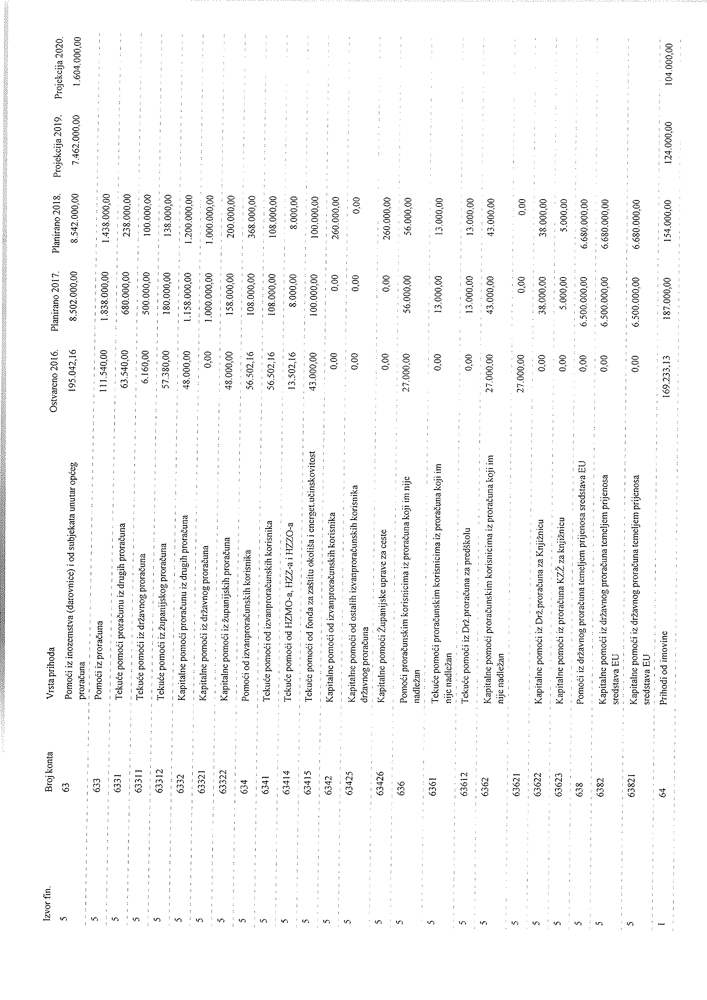 Izvor fin. Broj konta Vrsta prihoda Ostvareno 2016. Planirano 2017. Planirano 2018. Projekcija 2019. Projekcija 2020.
5 63 Pomoći iz inozemstva (darovnice) i od subjekata unutar općeg 195.042,16 8.502.000,00 8.542.000,00 7.462.000,00 1.604.000,00
proračuna
5 633 Pomoći iz proračuna 111.540,00 1.838.000,00 1.438.000,00
5 6331 Tekuće pomoći proračunu iz drugih proračuna 63.540,00 680.000,00 238.000,00
5 63311 Tekuće pomoći iz državnog proračuna 6.160,00 500.000,00 100.000,00
5 63312 Tekuće pomoći iz županijskog proračuna 57.380,00 180.000,00 138.000,00
5 6332 Kapitalne pomoći proračunu iz drugih proračuna 48.000,00 1.158.000,00 1.200.000,00
5 63321 Kapitalne pomoći iz državnog proračuna 0,00 1.000.000,00 1.000.000,00
5 63322 Kapitalne pomoći iz županijskih proračuna 48.000,00 158.000,00 200.000,00
5 634 Pomoći od izvanproračunskih korisnika 56.502,16 108.000,00 368.000,00
5 6341 Tekuće pomoći od izvanproračunskih korisnika 56.502,16 108.000,00 108.000,00
5 63414 Tekuće pomoći od HZMO-a, HZZ-a i HZZO-a 13.502,16 8.000,00 8.000,00
5 63415 Tekuće pomoći od fonda za zaštitu okoliša i energet.učinskovitost 43.000,00 100.000,00 100.000,00
5 6342 Kapitalne pomoći od izvanproračunskih korisnika 0,00 0,00 260.000,00
5 63425 Kapitalne pomoći od ostalih izvanproračunskih korisnika 0,00 0,00 0,00
državnog proračuna
5 63426 Kapitalne pomoći Županijske uprave za ceste 0,00 0,00 260.000,00
5 636 Pomoći proračunskim korisnicima iz proračuna koji im nije 27.000,00 56.000,00 56.000,00
nadležan
5 6361 Tekuće pomoći proračunskim korisnicima iz proračuna koji im 0,00 13.000,00 13.000,00
nije nadležan
5 63612 Tekuće pomoći iz Drž.proračuna za predškolu 0,00 13.000,00 13.000,00
5 6362 Kapitalne pomoći proračunskim korisnicima iz proračuna koji im 27.000,00 43.000,00 43.000,00
nije nadležan
5 63621 27.000,00 0,00 0,00
5 63622 Kapitalne pomoći iz Drž.proračuna za Knjižnicu 0,00 38.000,00 38.000,00
5 63623 Kapitalne pomoći iz proračuna KZŽ za knjižnicu 0,00 5.000,00 5.000,00
5 638 Pomoći iz državnog proračuna temeljem prijenosa sredstava EU 0,00 6.500.000,00 6.680.000,00
5 6382 Kapitalne pomoći iz državnog proračuna temeljem prijenosa 0,00 6.500.000,00 6.680.000,00
sredstava EU
5 63821 Kapitalne pomoći iz državnog proračuna temeljem prijenosa 0,00 6.500.000,00 6.680.000,00
sredstava EU
1 64 Prihodi od imovine 169.233,13 187.000,00 154.000,00 124.000,00 104.000,00